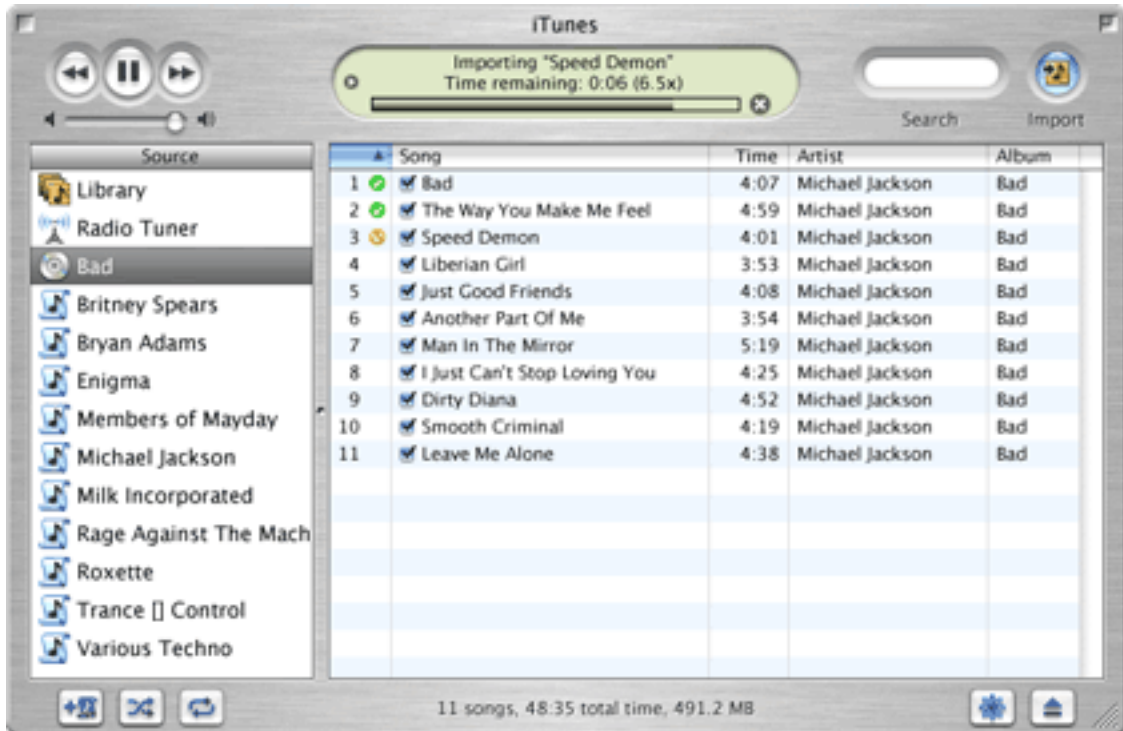 iTunes
Importing "Speed Demon"
Time remaining: 0:06 (6.5x)
Search
Import
Source
Library
Radio Tuner
Bad
Britney Spears
Bryan Adams
Enigma
Members of Mayday
Michael Jackson
Milk Incorporated
Rage Against The Mach
Roxette
Trance [] Control
Various Techno
Song Time Artist Album
1 Bad 4:07 Michael Jackson Bad
2 The Way You Make Me Feel 4:59 Michael Jackson Bad
3 Speed Demon 4:01 Michael Jackson Bad
4 Liberian Girl 3:53 Michael Jackson Bad
5 Just Good Friends 4:08 Michael Jackson Bad
6 Another Part Of Me 3:54 Michael Jackson Bad
7 Man In The Mirror 5:19 Michael Jackson Bad
8 I Just Can't Stop Loving You 4:25 Michael Jackson Bad
9 Dirty Diana 4:52 Michael Jackson Bad
10 Smooth Criminal 4:19 Michael Jackson Bad
11 Leave Me Alone 4:38 Michael Jackson Bad
11 songs, 48:35 total time, 491.2 MB